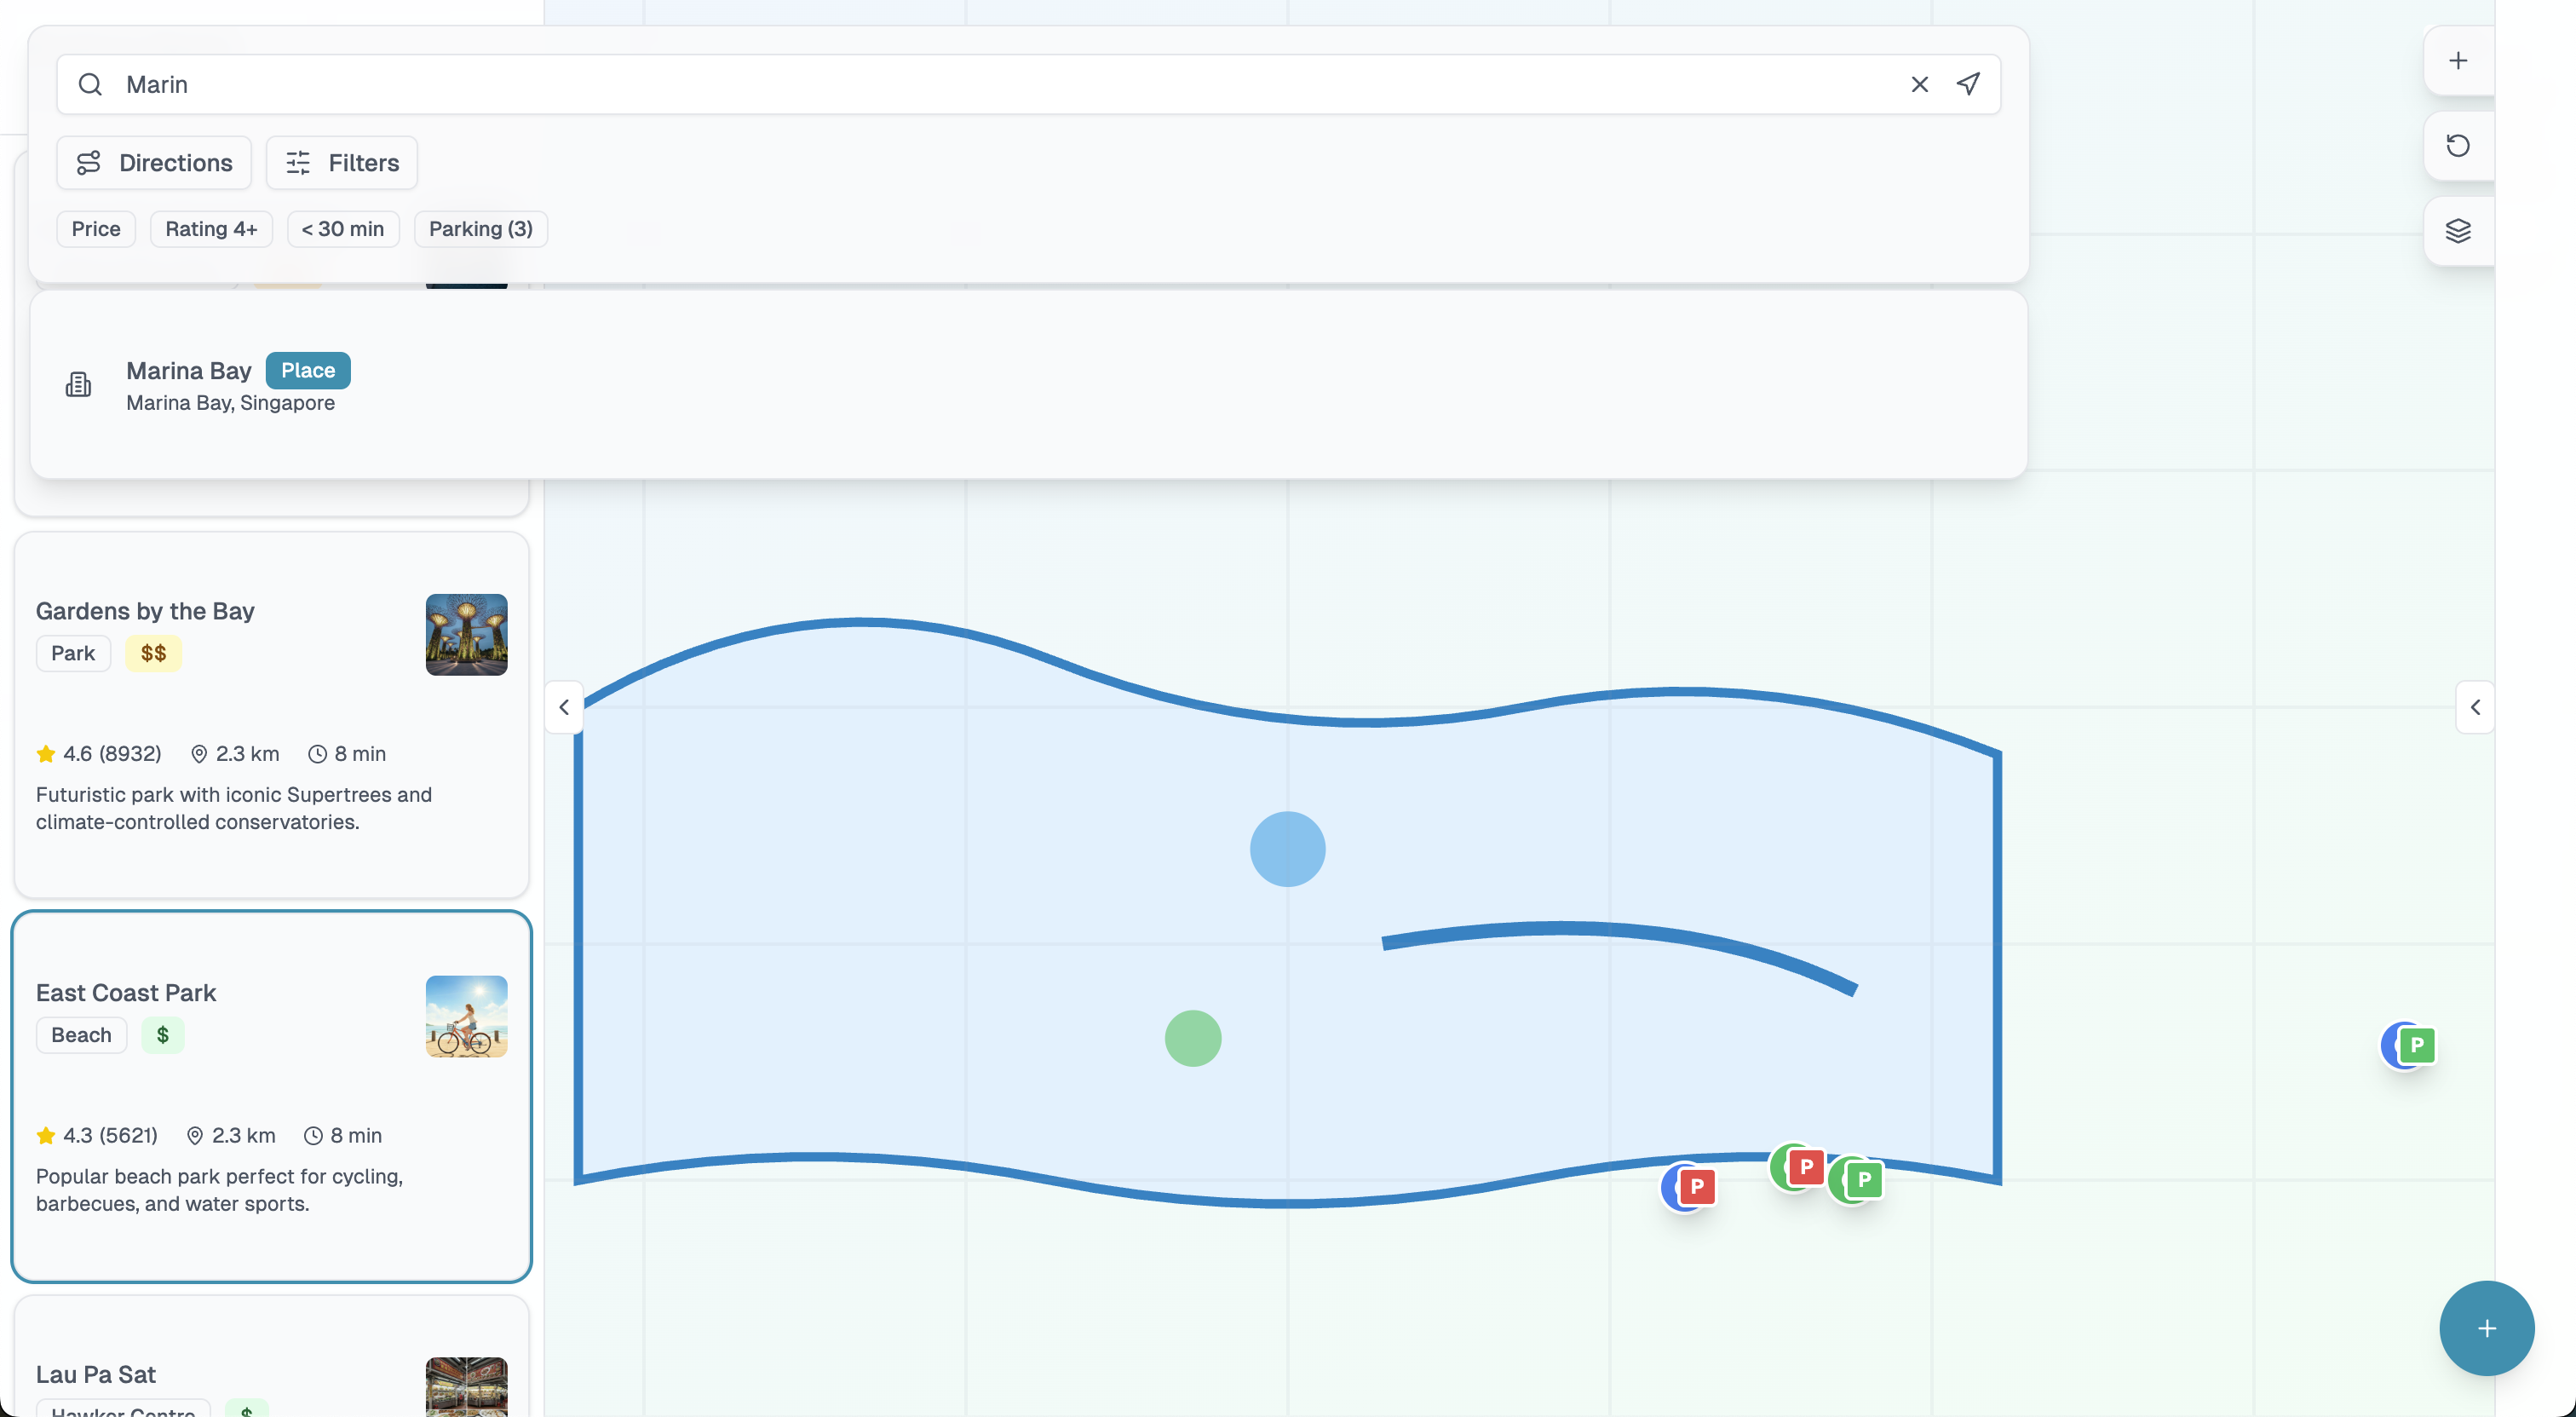 Marin
Directions
Filters
Price
Rating 4+
< 30 min
Parking (3)
Marina Bay
Place
Marina Bay, Singapore
Gardens by the Bay
Park
$$
4.6 (8932)
2.3 km
8 min
Futuristic park with iconic Supertrees and
climate-controlled conservatories.
East Coast Park
Beach
$
4.3 (5621)
2.3 km
8 min
Popular beach park perfect for cycling,
barbecues, and water sports.
Lau Pa Sat
Hawker Centre
$
P
P
P
P